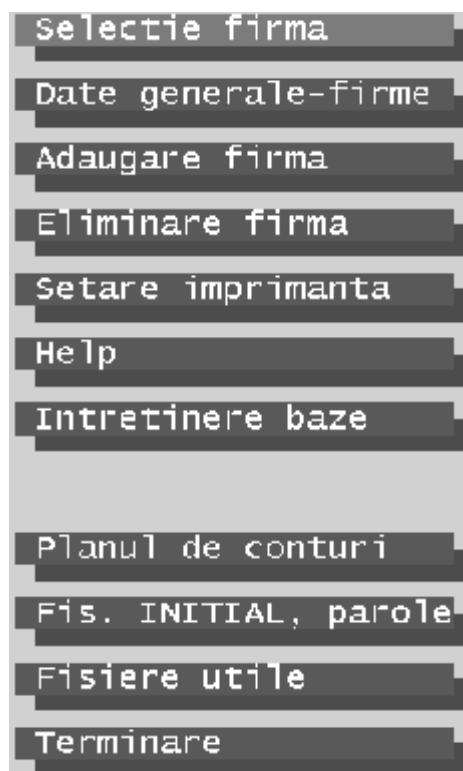 Selectie firma
Date generale-firme
Adaugare firma
Eliminare firma
Setare imprimanta
Help
Intretinere baze
Planul de conturi
Fis. INITIAL, parole
Fisiere utile
Terminare